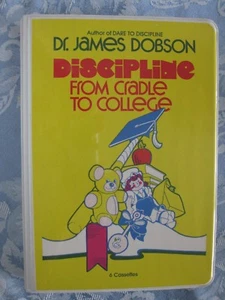 Author of DARE TO DISCIPLINE
DR. JAMES DOBSON
DISCIPLINE
FROM CRADLE
TO COLLEGE
6 Cassettes